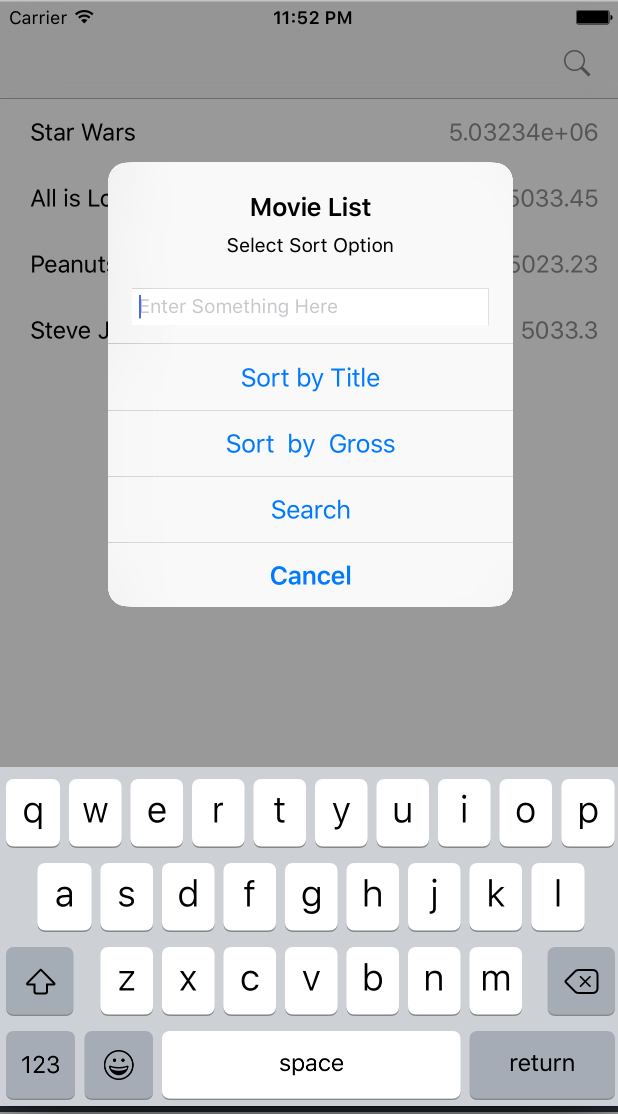 Carrier 11:52 PM
Star Wars 5.03234e+06
All is Lo 5033.45
Peanuts 5023.23
Steve J 5033.3
Movie List
Select Sort Option
Enter Something Here
Sort by Title
Sort by Gross
Search
Cancel
q w e r t y u i o p
a s d f g h j k l
z x c v b n m
123 space return